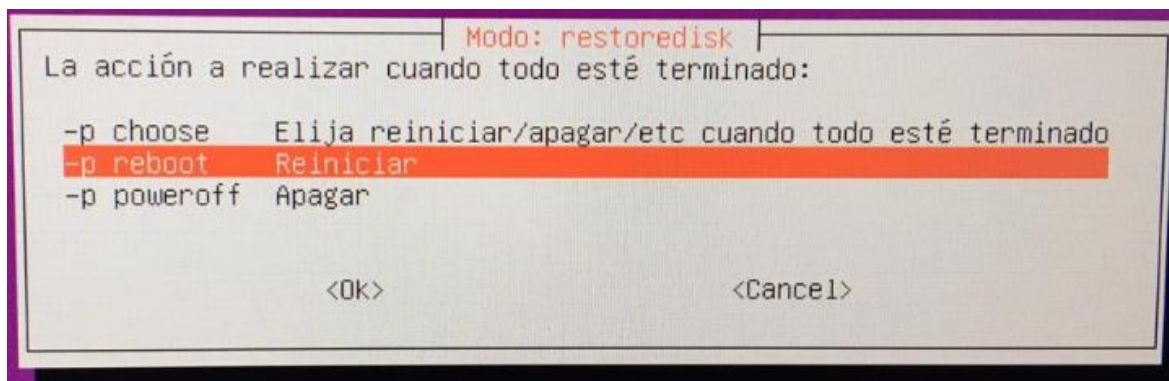 Modo: restoredisk
La acción a realizar cuando todo esté terminado:
-p choose Elija reiniciar/apagar/etc cuando todo esté terminado
-p reboot Reiniciar
-p poweroff Apagar
<Ok> <Cancel>